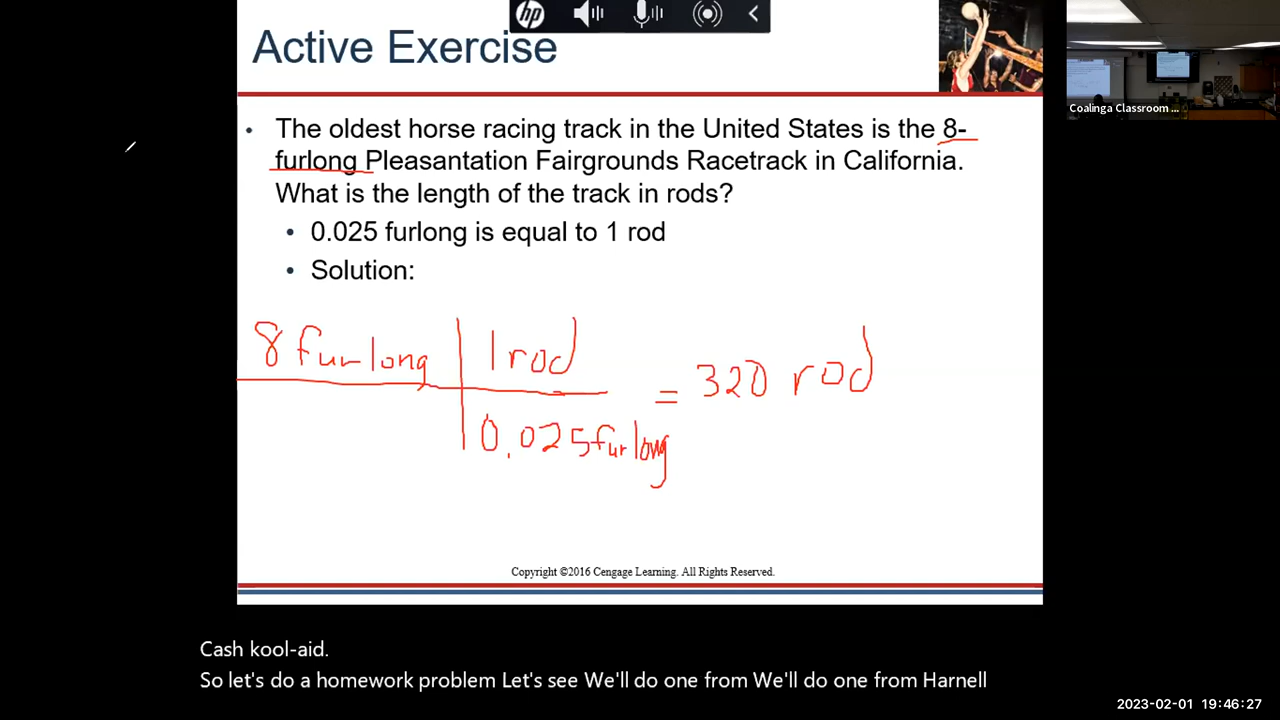 hp
Active Exercise
Coalinga Classroom ...
• The oldest horse racing track in the United States is the 8-
furlong Pleasantation Fairgrounds Racetrack in California.
What is the length of the track in rods?
• 0.025 furlong is equal to 1 rod
• Solution:
8 furlong | 1 rod
= 320 rod
0.025 furlong
Copyright ©2016 Cengage Learning. All Rights Reserved.
Cash kool-aid.
So let's do a homework problem Let's see We'll do one from We'll do one from Harnell
2023-02-01 19:46:27